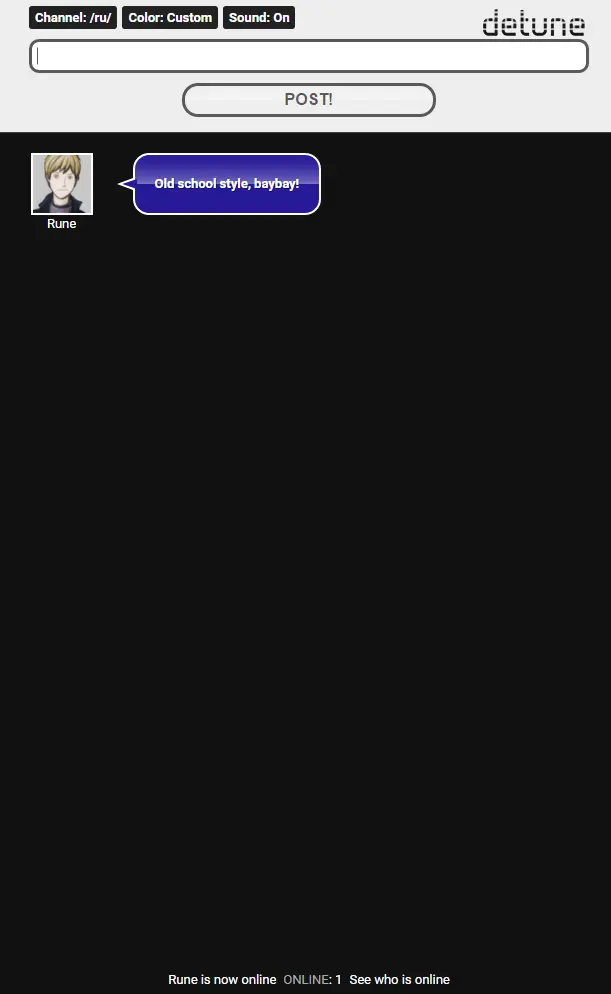 Channel: /ru/ Color: Custom Sound: On
detune
POST!
Old school style, baybay!
Rune
Rune is now online ONLINE: 1 See who is online